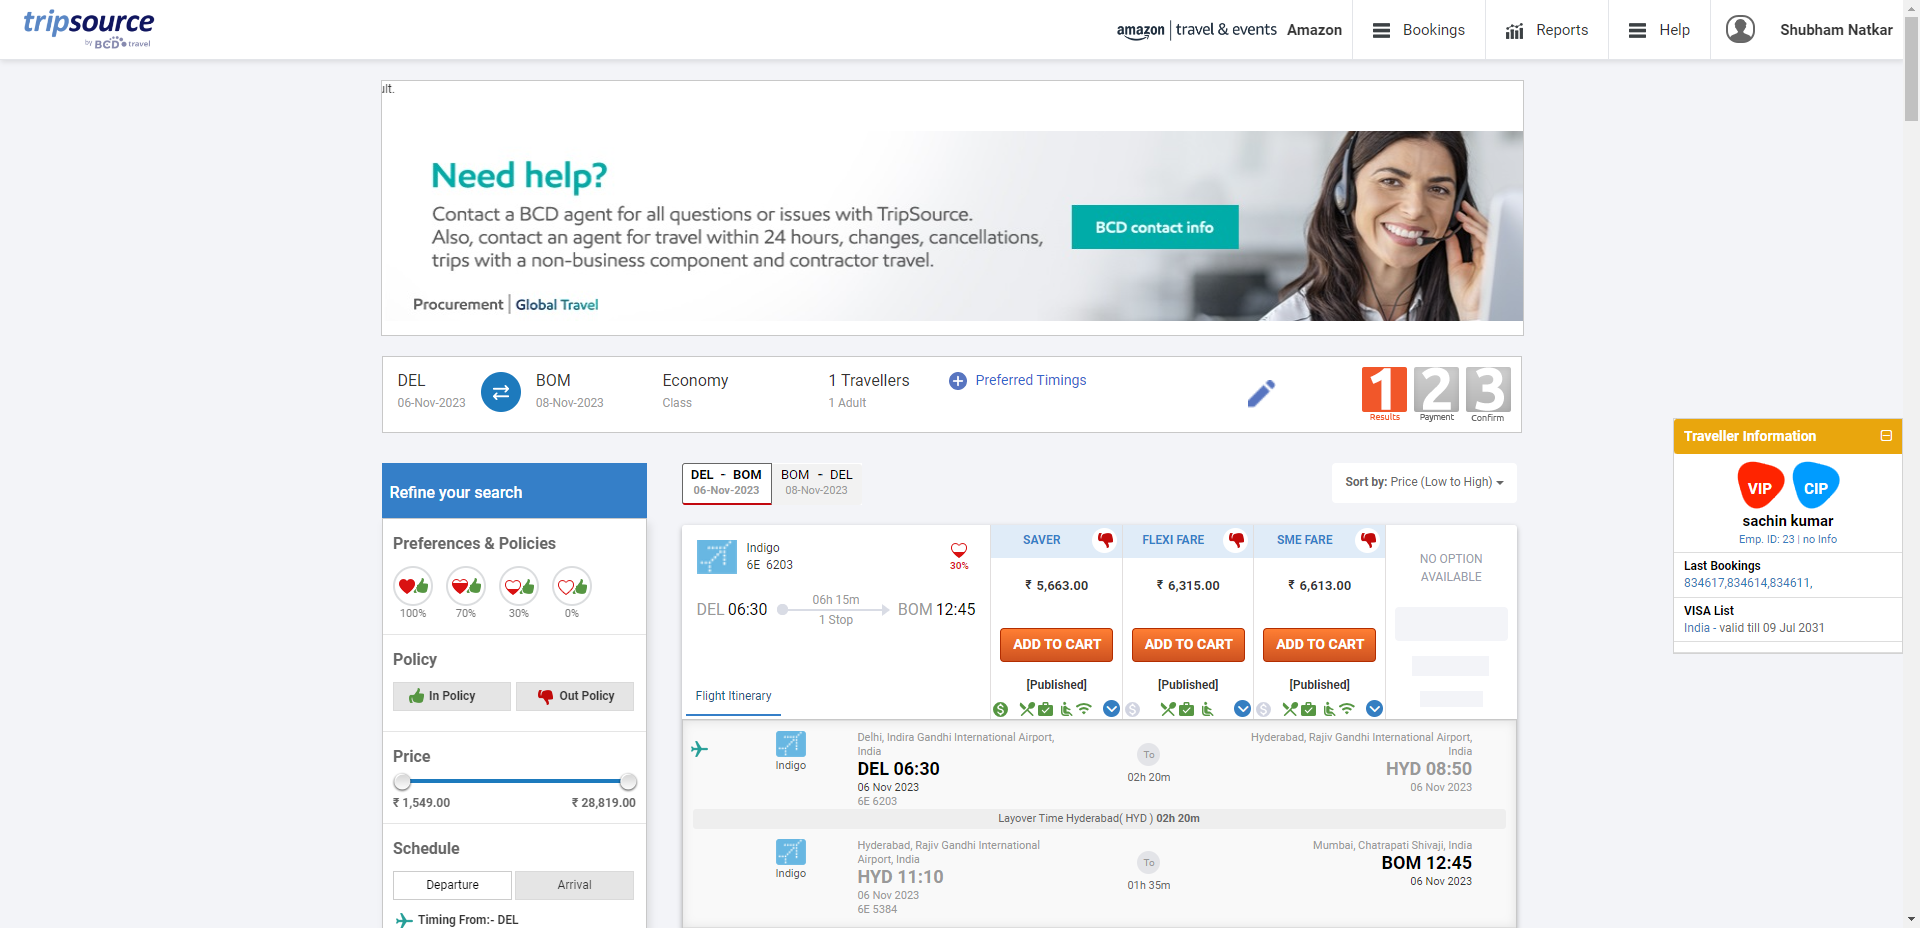 tripsource
by BCD travel
amazon travel & events Amazon
Bookings
Reports
Help
Shubham Natkar
ult.
Need help?
Contact a BCD agent for all questions or issues with TripSource.
Also, contact an agent for travel within 24 hours, changes, cancellations,
trips with a non-business component and contractor travel.
BCD contact info
Procurement | Global Travel
DEL
06-Nov-2023
BOM
08-Nov-2023
Economy
Class
1 Travellers
1 Adult
Preferred Timings
1 2 3
Results Payment Confirm
Traveller Information
VIP CIP
sachin kumar
Emp. ID: 23 | no Info
Last Bookings
834617,834614,834611,
VISA List
India - valid till 09 Jul 2031
Refine your search
Preferences & Policies
100% 70% 30% 0%
Policy
In Policy Out Policy
Price
₹ 1,549.00 ₹ 28,819.00
Schedule
Departure Arrival
Timing From:- DEL
DEL - BOM
06-Nov-2023
BOM - DEL
08-Nov-2023
Sort by: Price (Low to High)
Indigo
6E 6203
30%
DEL 06:30
06h 15m
1 Stop
BOM 12:45
Flight Itinerary
SAVER
₹ 5,663.00
ADD TO CART
[Published]
FLEXI FARE
₹ 6,315.00
ADD TO CART
[Published]
SME FARE
₹ 6,613.00
ADD TO CART
[Published]
NO OPTION
AVAILABLE
Indigo
Delhi, Indira Gandhi International Airport,
India
DEL 06:30
06 Nov 2023
6E 6203
To
02h 20m
Hyderabad, Rajiv Gandhi International Airport,
India
HYD 08:50
06 Nov 2023
Layover Time Hyderabad( HYD ) 02h 20m
Indigo
Hyderabad, Rajiv Gandhi International
Airport, India
HYD 11:10
06 Nov 2023
6E 5384
To
01h 35m
Mumbai, Chatrapati Shivaji, India
BOM 12:45
06 Nov 2023